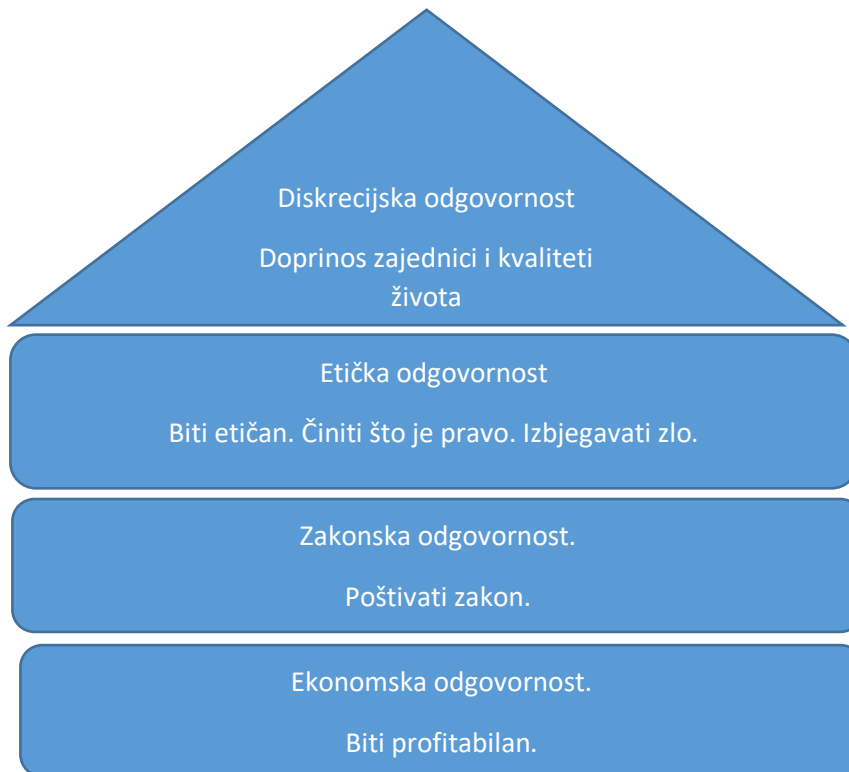 Diskrecijska odgovornost
Doprinos zajednici i kvaliteti
života
Etička odgovornost
Biti etičan. Činiti što je pravo. Izbjegavati zlo.
Zakonska odgovornost.
Poštivati zakon.
Ekonomska odgovornost.
Biti profitabilan.